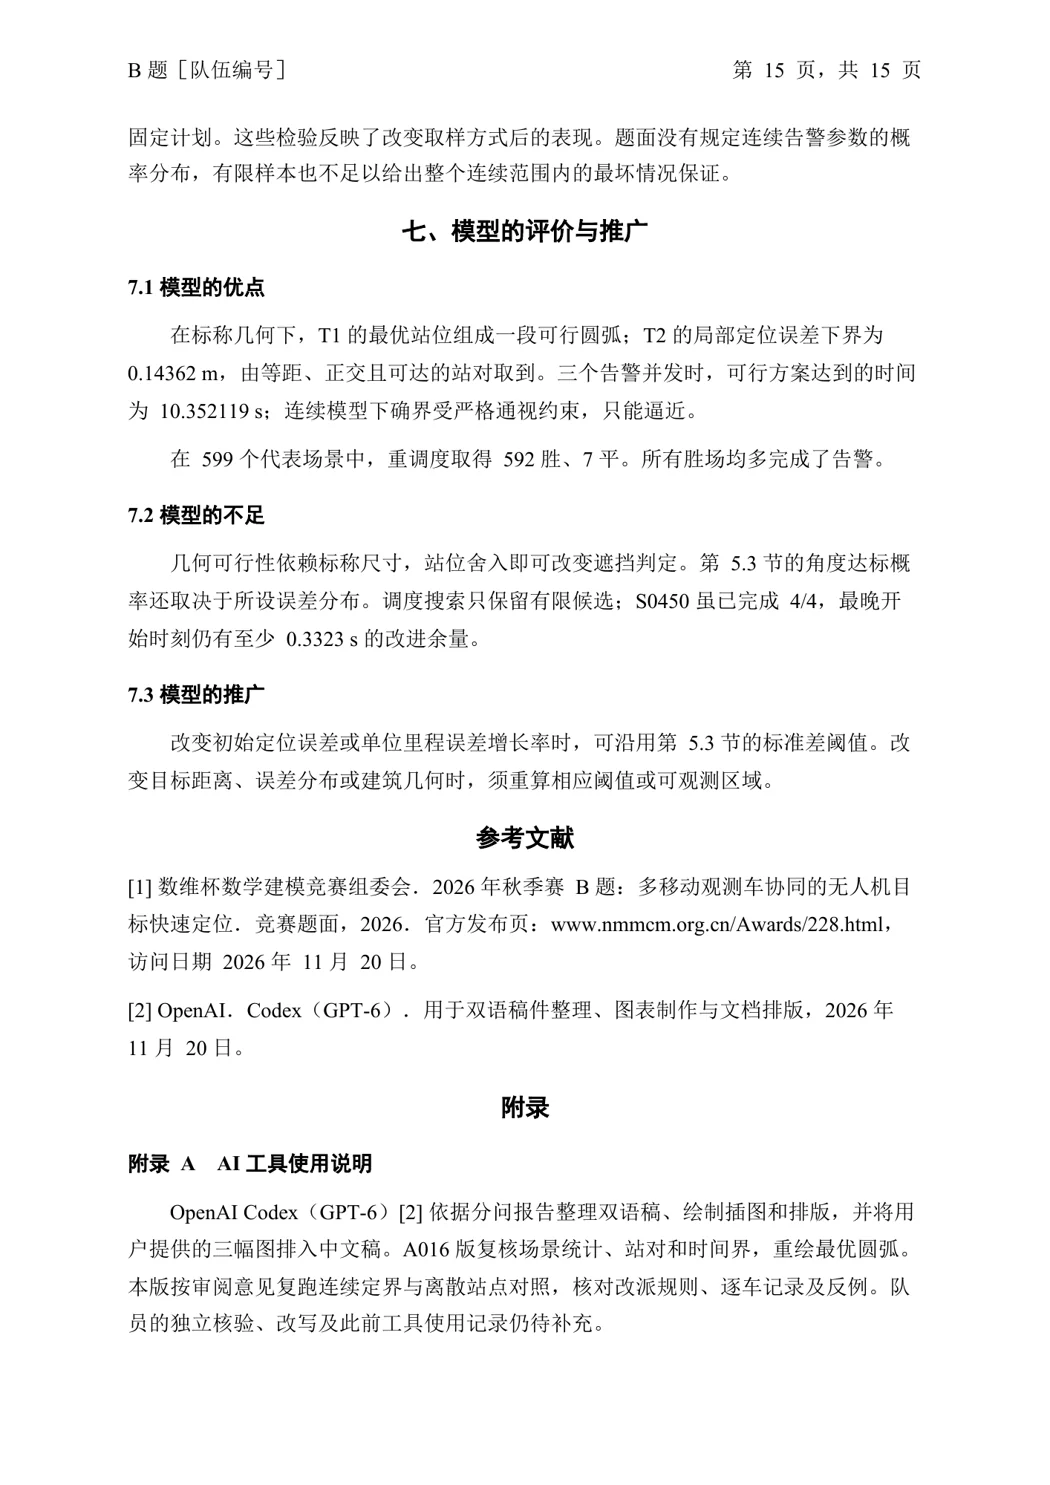 B 题［队伍编号］
第 15 页，共 15 页
固定计划。这些检验反映了改变取样方式后的表现。题面没有规定连续告警参数的概
率分布，有限样本也不足以给出整个连续范围内的最坏情况保证。
七、模型的评价与推广
7.1 模型的优点
在标称几何下，T1 的最优站位组成一段可行圆弧；T2 的局部定位误差下界为
0.14362 m，由等距、正交且可达的站对取到。三个告警并发时，可行方案达到的时间
为 10.352119 s；连续模型下确界受严格通视约束，只能逼近。
在 599 个代表场景中，重调度取得 592 胜、7 平。所有胜场均多完成了告警。
7.2 模型的不足
几何可行性依赖标称尺寸，站位舍入即可改变遮挡判定。第 5.3 节的角度达标概
率还取决于所设误差分布。调度搜索只保留有限候选；S0450 虽已完成 4/4，最晚开
始时刻仍有至少 0.3323 s 的改进余量。
7.3 模型的推广
改变初始定位误差或单位里程误差增长率时，可沿用第 5.3 节的标准差阈值。改
变目标距离、误差分布或建筑几何时，须重算相应阈值或可观测区域。
参考文献
[1] 数维杯数学建模竞赛组委会．2026 年秋季赛 B 题：多移动观测车协同的无人机目
标快速定位．竞赛题面，2026．官方发布页：www.nmmcm.org.cn/Awards/228.html，
访问日期 2026 年 11 月 20 日。
[2] OpenAI．Codex（GPT-6）．用于双语稿件整理、图表制作与文档排版，2026 年
11 月 20 日。
附录
附录 A　AI 工具使用说明
OpenAI Codex（GPT-6）[2] 依据分问报告整理双语稿、绘制插图和排版，并将用
户提供的三幅图排入中文稿。A016 版复核场景统计、站对和时间界，重绘最优圆弧。
本版按审阅意见复跑连续定界与离散站点对照，核对改派规则、逐车记录及反例。队
员的独立核验、改写及此前工具使用记录仍待补充。